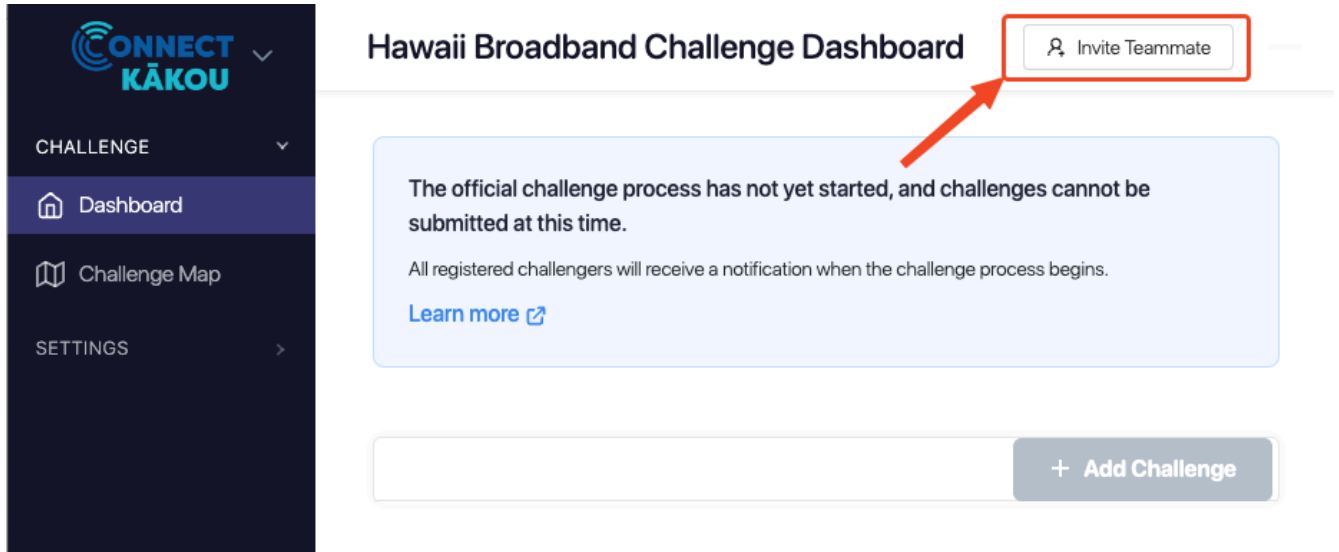 CONNECT
KĀKOU
CHALLENGE
Dashboard
Challenge Map
SETTINGS
Hawaii Broadband Challenge Dashboard
Invite Teammate
The official challenge process has not yet started, and challenges cannot be
submitted at this time.
All registered challengers will receive a notification when the challenge process begins.
Learn more
+ Add Challenge